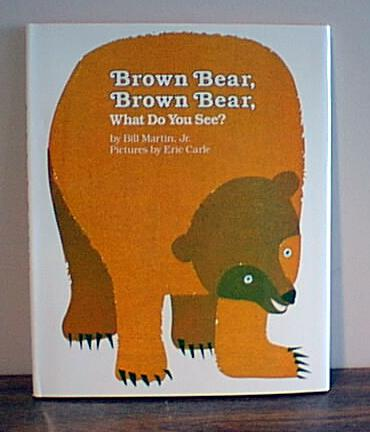 Brown Bear,
Brown Bear,
What Do You See?
by Bill Martin, Jr.
Pictures by Eric Carle